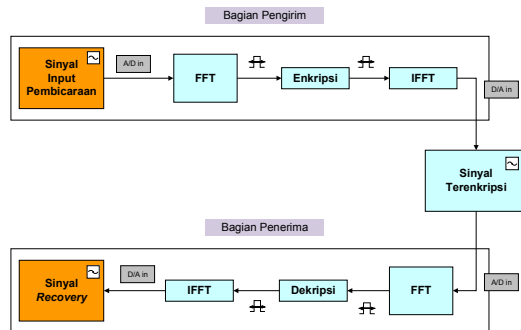 Bagian Pengirim
Sinyal
Input
Pembicaraan
A/D in
FFT
Enkripsi
IFFT
D/A in
Sinyal
Terenkripsi
Bagian Penerima
Sinyal
Recovery
D/A in
IFFT
Dekripsi
FFT
A/D in